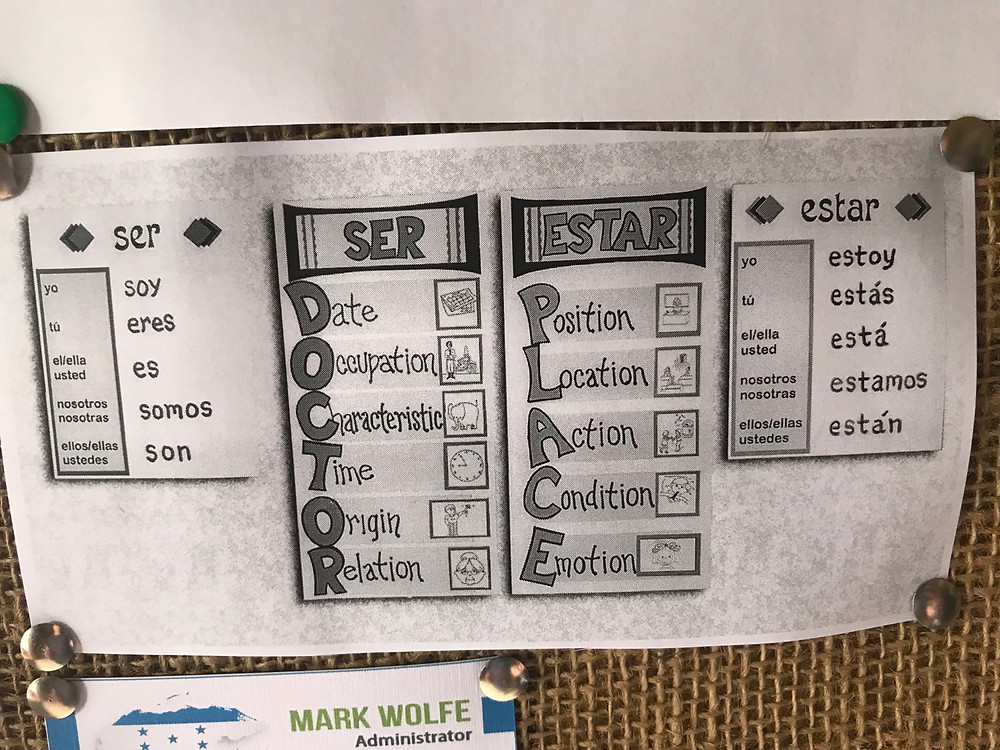 ser
yo soy
tú eres
el/ella
usted es
nosotros
nosotras somos
ellos/ellas
ustedes son
SER
Date
Occupation
Characteristic
Time
Origin
Relation
ESTAR
Position
Location
Action
Condition
Emotion
estar
yo estoy
tú estás
el/ella
usted está
nosotros
nosotras estamos
ellos/ellas
ustedes están
MARK WOLFE
Administrator